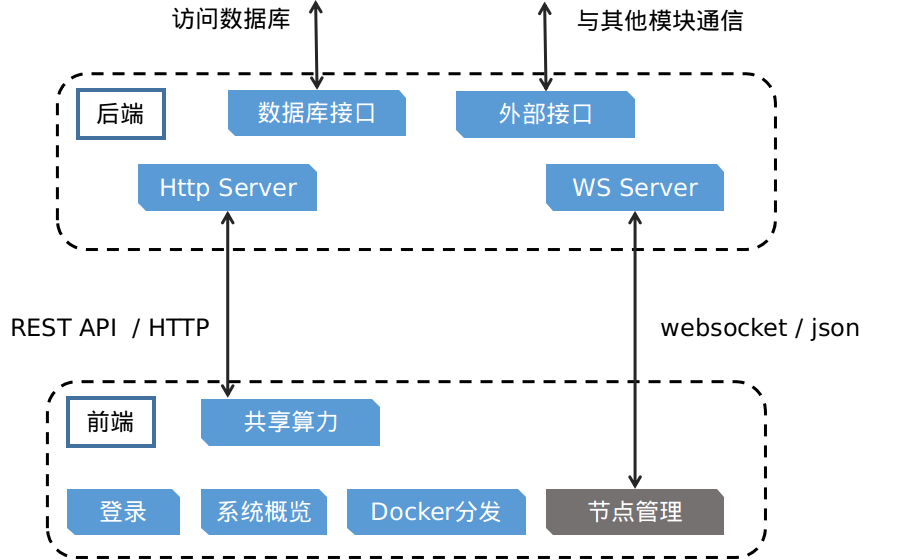 访问数据库
与其他模块通信
后端
数据库接口
外部接口
Http Server
WS Server
REST API / HTTP
websocket / json
前端
共享算力
登录
系统概览
Docker分发
节点管理